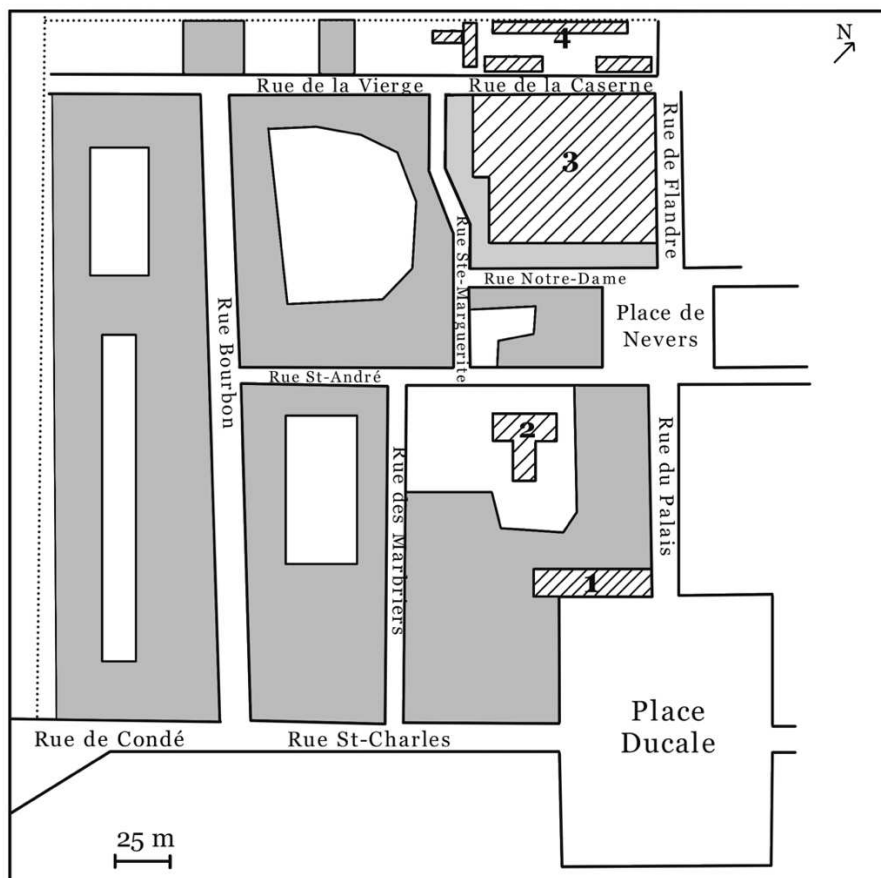 N
4
Rue de la Vierge
Rue de la Caserne
3
Rue de Flandre
Rue Ste-Marguerite
Rue Notre-Dame
Place de
Nevers
Rue Bourbon
Rue St-André
2
Rue des Marbriers
Rue du Palais
1
Place
Ducale
Rue de Condé
Rue St-Charles
25 m